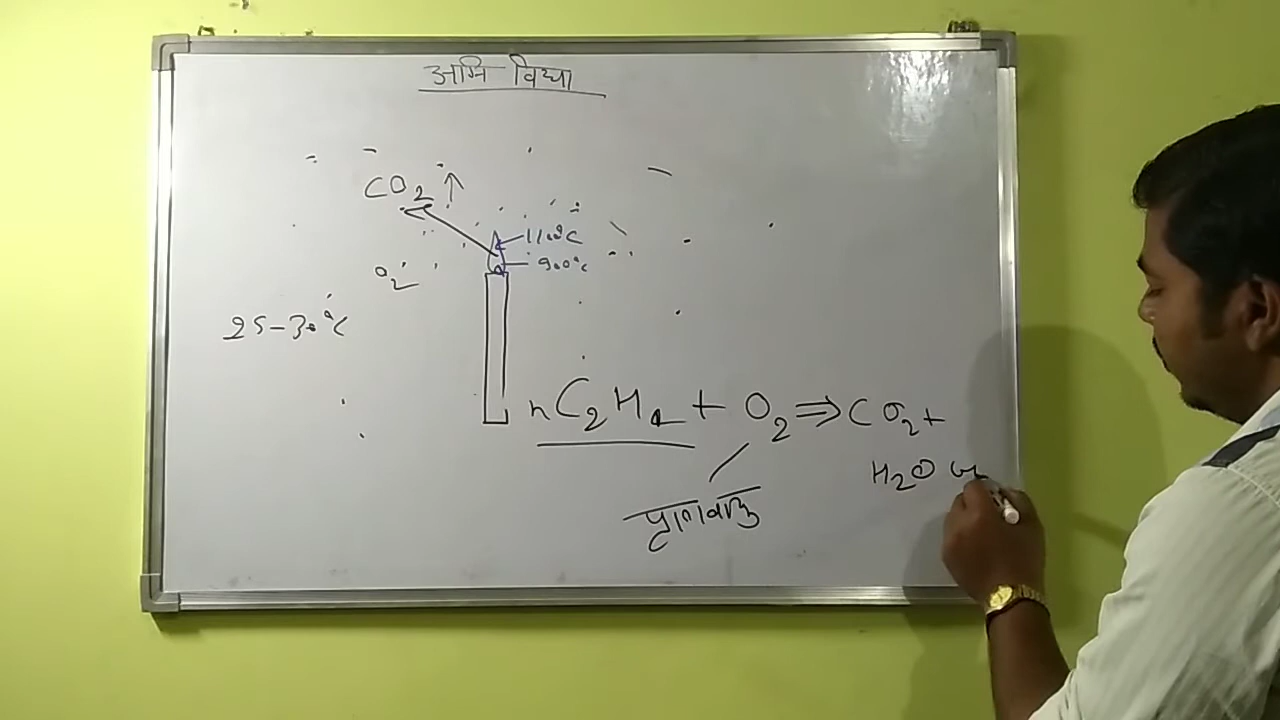 अग्नि विद्या
CO₂ ↑
1100°C
900°C
O₂
25-30°C
nC₂H₄ + O₂ ⇒ CO₂ +
H₂O
प्राणवायु